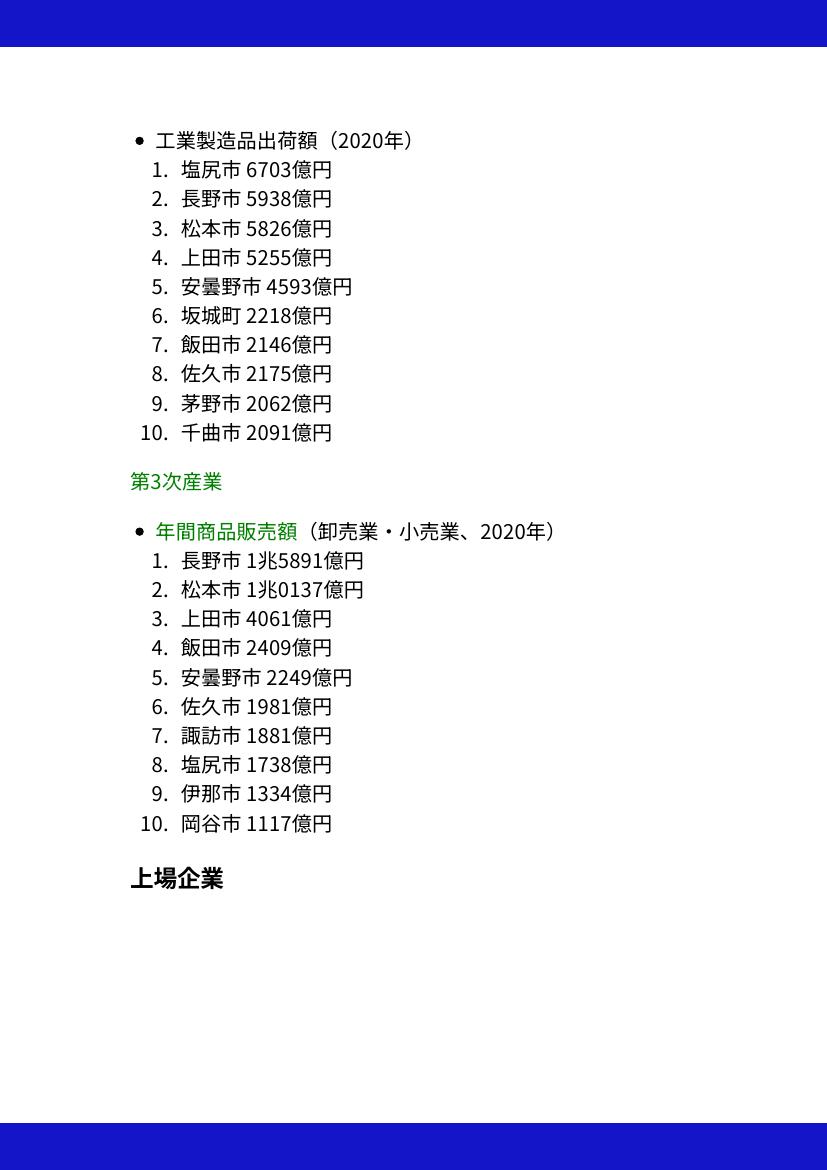 • 工業製造品出荷額（2020年）
1. 塩尻市 6703億円
2. 長野市 5938億円
3. 松本市 5826億円
4. 上田市 5255億円
5. 安曇野市 4593億円
6. 坂城町 2218億円
7. 飯田市 2146億円
8. 佐久市 2175億円
9. 茅野市 2062億円
10. 千曲市 2091億円
第3次産業
• 年間商品販売額（卸売業・小売業、2020年）
1. 長野市 1兆5891億円
2. 松本市 1兆0137億円
3. 上田市 4061億円
4. 飯田市 2409億円
5. 安曇野市 2249億円
6. 佐久市 1981億円
7. 諏訪市 1881億円
8. 塩尻市 1738億円
9. 伊那市 1334億円
10. 岡谷市 1117億円
上場企業